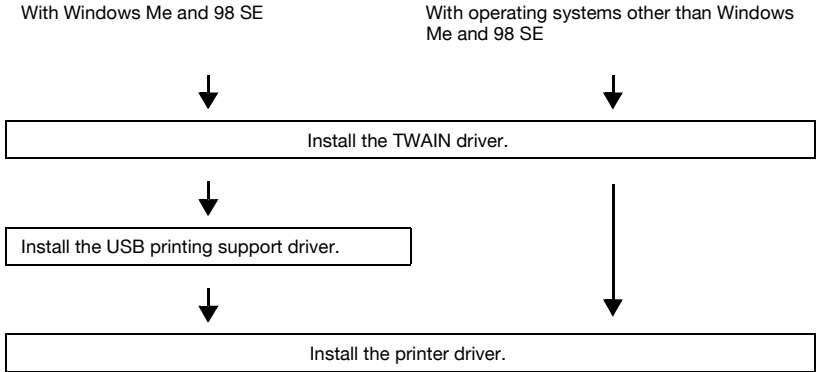 With Windows Me and 98 SE
With operating systems other than Windows
Me and 98 SE
Install the TWAIN driver.
Install the USB printing support driver.
Install the printer driver.